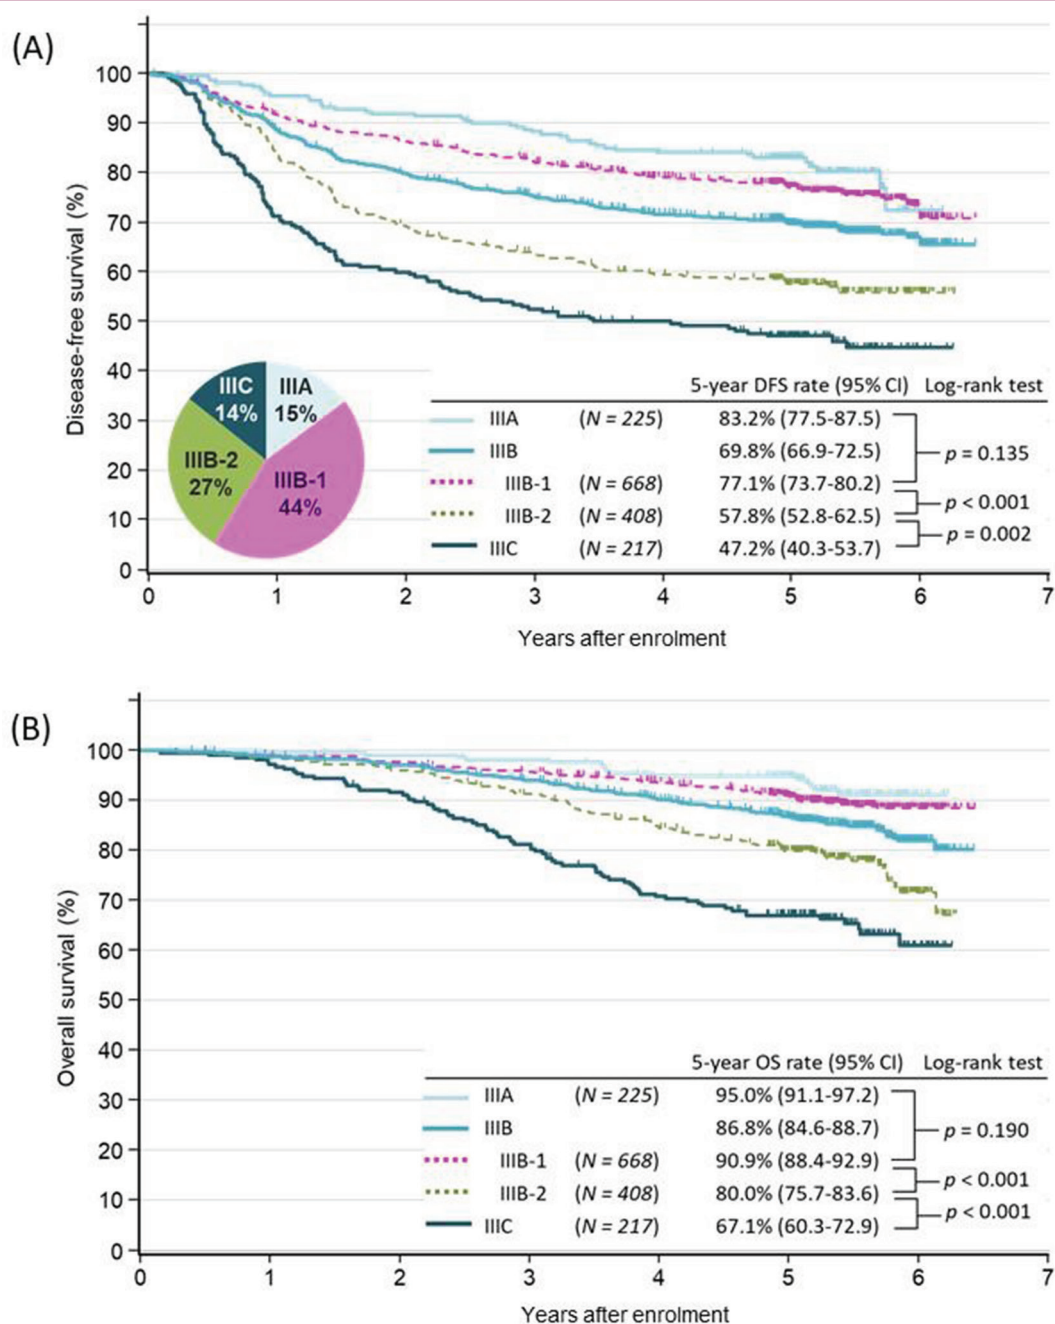 (A)
100
90
80
70
60
50
40
30
20
10
0
Disease-free survival (%)
IIIC
14%
IIIA
15%
IIIB-2
27%
IIIB-1
44%
5-year DFS rate (95% CI) Log-rank test
IIIA (N = 225) 83.2% (77.5-87.5)
IIIB 69.8% (66.9-72.5)
p = 0.135
IIIB-1 (N = 668) 77.1% (73.7-80.2)
p < 0.001
IIIB-2 (N = 408) 57.8% (52.8-62.5)
p = 0.002
IIIC (N = 217) 47.2% (40.3-53.7)
0 1 2 3 4 5 6 7
Years after enrolment
(B)
100
90
80
70
60
50
40
30
20
10
0
Overall survival (%)
5-year OS rate (95% CI) Log-rank test
IIIA (N = 225) 95.0% (91.1-97.2)
IIIB 86.8% (84.6-88.7)
p = 0.190
IIIB-1 (N = 668) 90.9% (88.4-92.9)
p < 0.001
IIIB-2 (N = 408) 80.0% (75.7-83.6)
p < 0.001
IIIC (N = 217) 67.1% (60.3-72.9)
0 1 2 3 4 5 6 7
Years after enrolment